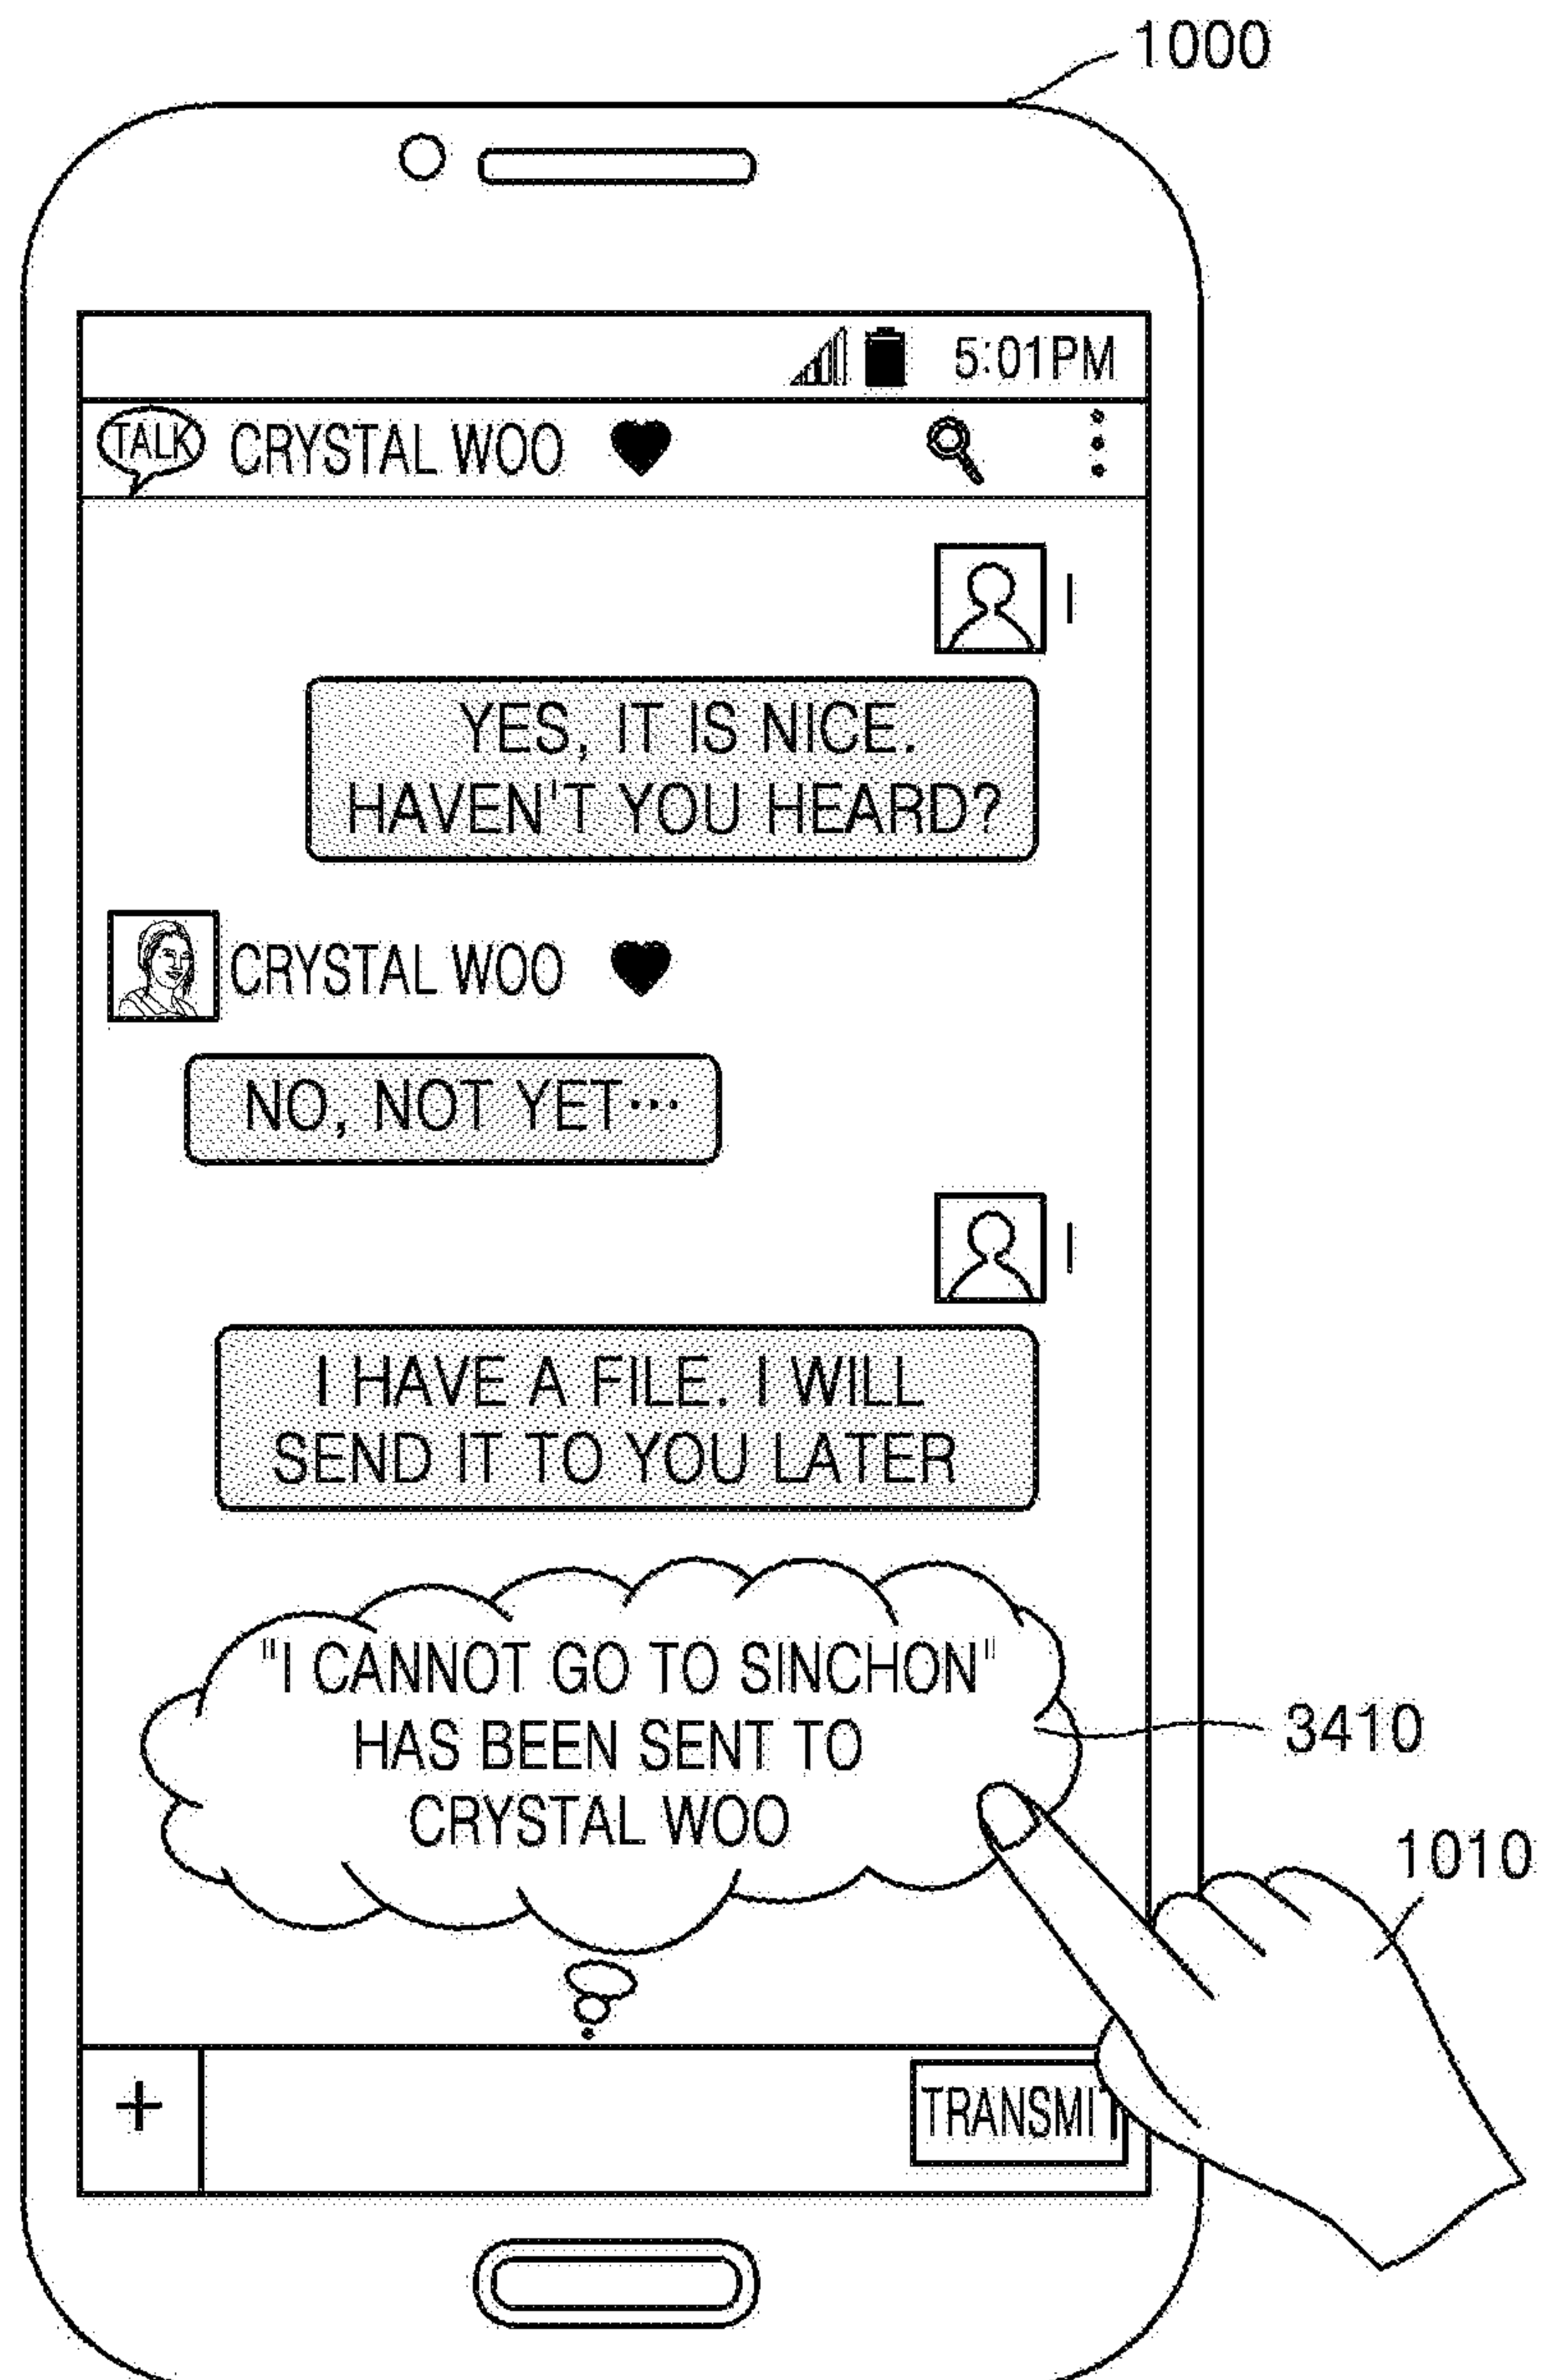 1000
5:01PM
TALK CRYSTAL WOO
I
YES, IT IS NICE.
HAVEN'T YOU HEARD?
CRYSTAL WOO
NO, NOT YET···
I
I HAVE A FILE. I WILL
SEND IT TO YOU LATER
"I CANNOT GO TO SINCHON"
HAS BEEN SENT TO
CRYSTAL WOO
3410
1010
+
TRANSMIT